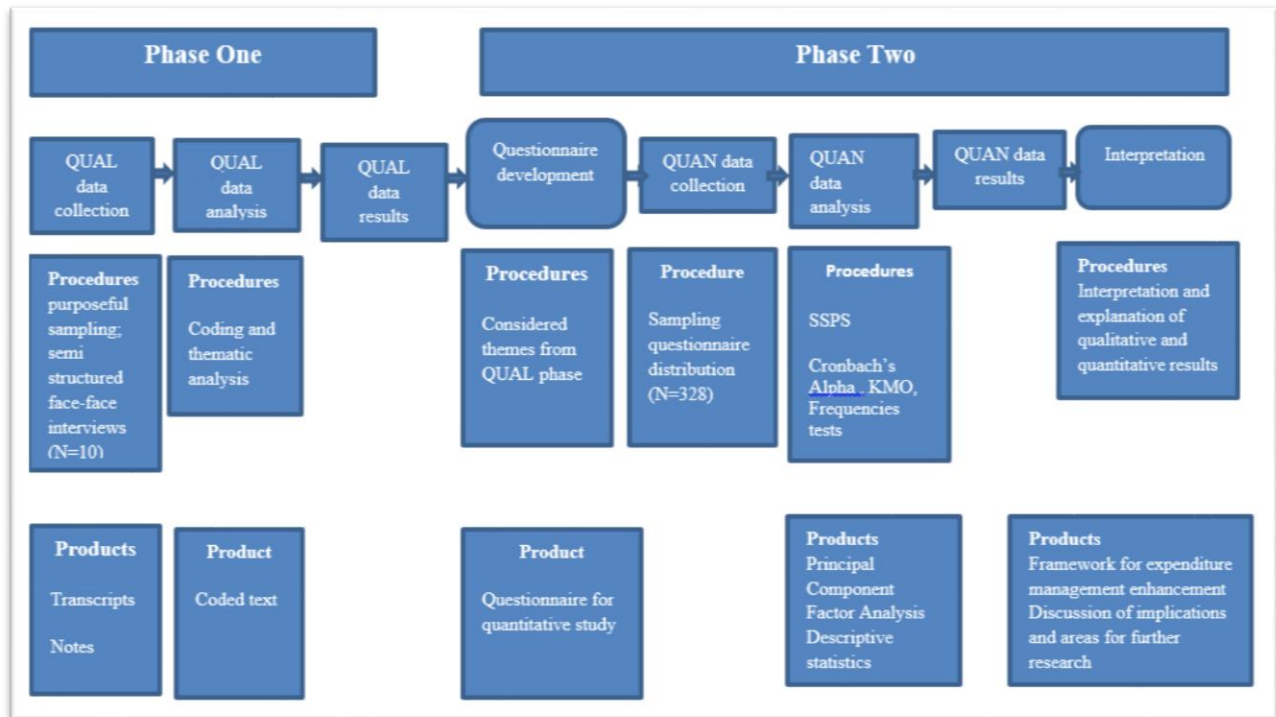 Phase One
Phase Two
QUAL
data
collection
QUAL
data
analysis
QUAL
data
results
Questionnaire
development
QUAN data
collection
QUAN
data
analysis
QUAN data
results
Interpretation
Procedures
purposeful
sampling;
semi
structured
face-face
interviews
(N=10)
Procedures
Coding and
thematic
analysis
Procedures
Considered
themes from
QUAL phase
Procedure
Sampling
questionnaire
distribution
(N=328)
Procedures
SSPS
Cronbach's
Alpha , KMO,
Frequencies
tests
Procedures
Interpretation and
explanation of
qualitative and
quantitative results
Products
Transcripts
Notes
Product
Coded text
Product
Questionnaire for
quantitative study
Products
Principal
Component
Factor Analysis
Descriptive
statistics
Products
Framework for expenditure
management enhancement
Discussion of implications
and areas for further
research